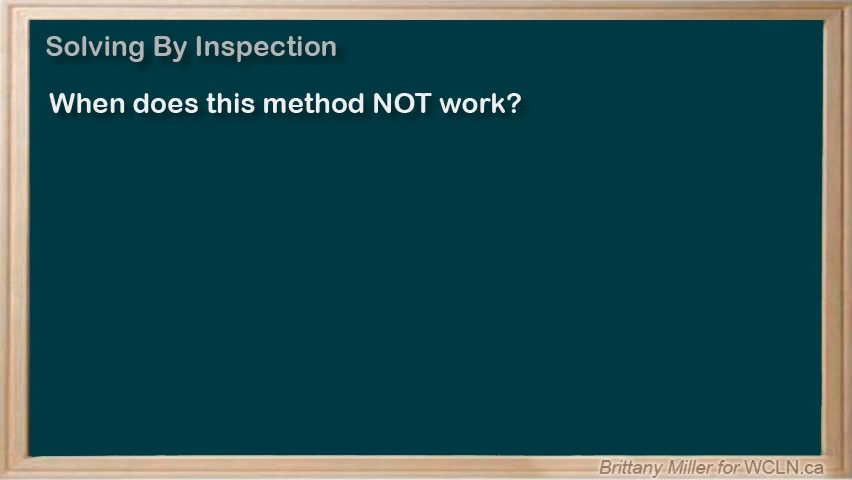 Solving By Inspection
When does this method NOT work?
Brittany Miller for WCLN.ca